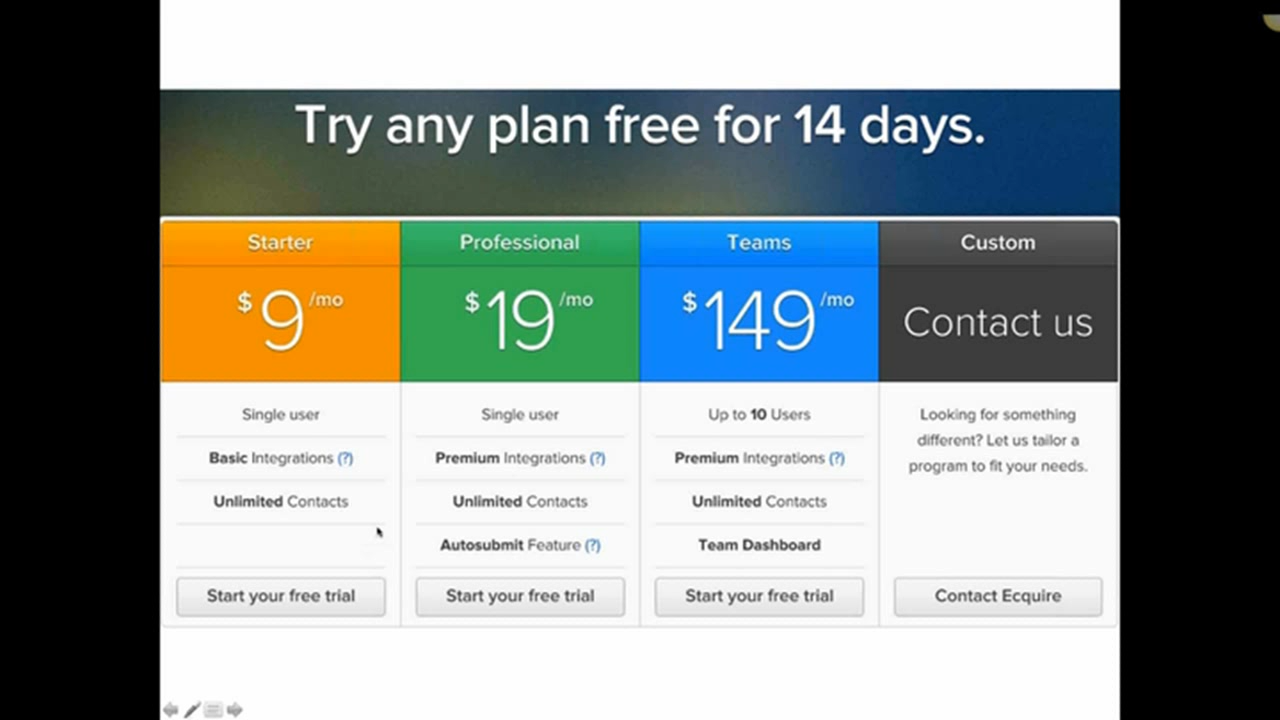 Try any plan free for 14 days.
Starter
$9/mo
Single user
Basic Integrations (?)
Unlimited Contacts
Start your free trial
Professional
$19/mo
Single user
Premium Integrations (?)
Unlimited Contacts
Autosubmit Feature (?)
Start your free trial
Teams
$149/mo
Up to 10 Users
Premium Integrations (?)
Unlimited Contacts
Team Dashboard
Start your free trial
Custom
Contact us
Looking for something
different? Let us tailor a
program to fit your needs.
Contact Ecquire